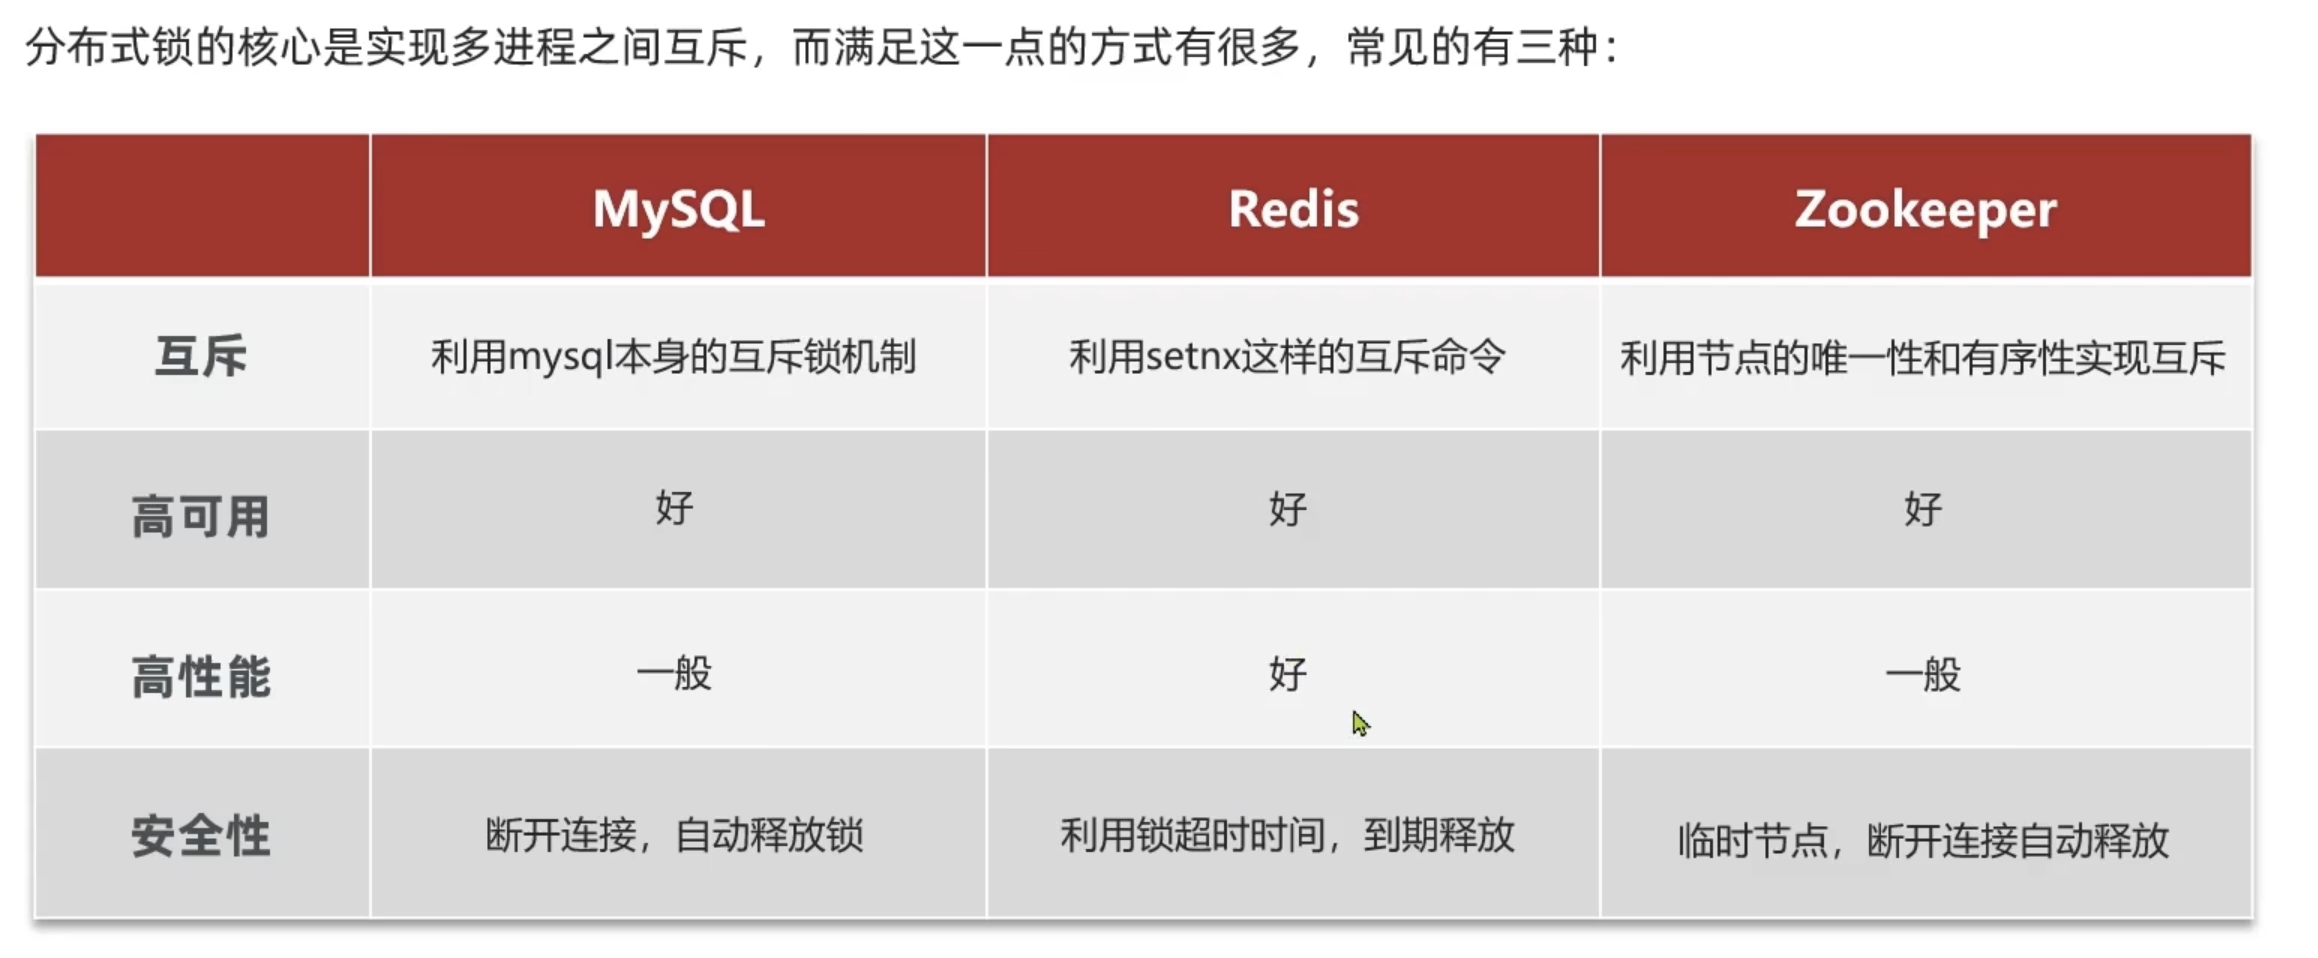 分布式锁的核心是实现多进程之间互斥，而满足这一点的方式有很多，常见的有三种：
MySQL Redis Zookeeper
互斥 利用mysql本身的互斥锁机制 利用setnx这样的互斥命令 利用节点的唯一性和有序性实现互斥
高可用 好 好 好
高性能 一般 好 一般
安全性 断开连接，自动释放锁 利用锁超时时间，到期释放 临时节点，断开连接自动释放